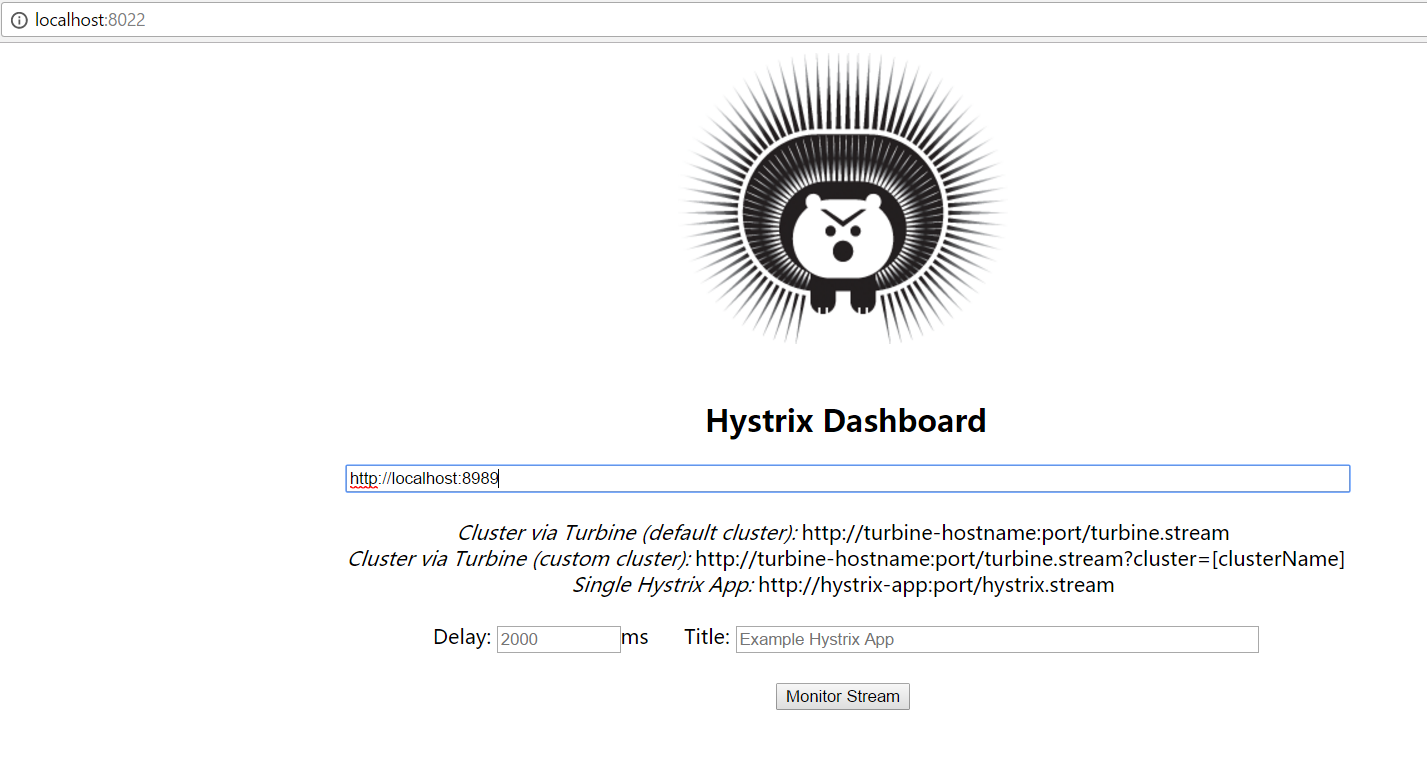 localhost:8022
Hystrix Dashboard
http://localhost:8989
Cluster via Turbine (default cluster): http://turbine-hostname:port/turbine.stream
Cluster via Turbine (custom cluster): http://turbine-hostname:port/turbine.stream?cluster=[clusterName]
Single Hystrix App: http://hystrix-app:port/hystrix.stream
Delay: 2000 ms Title: Example Hystrix App
Monitor Stream